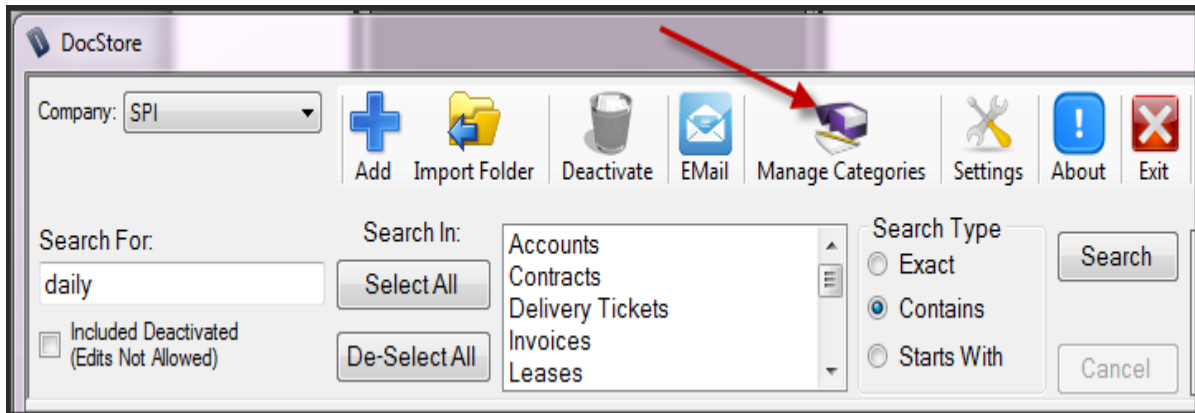 DocStore
Company: SPI
Add Import Folder Deactivate EMail Manage Categories Settings About Exit
Search For:
daily
Included Deactivated
(Edits Not Allowed)
Search In:
Select All
De-Select All
Accounts
Contracts
Delivery Tickets
Invoices
Leases
Search Type
Exact
Contains
Starts With
Search
Cancel